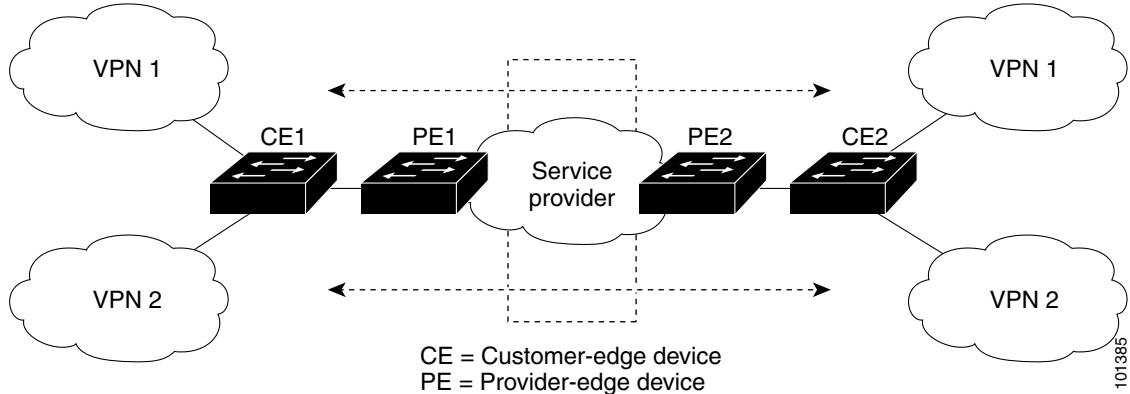 VPN 1
VPN 1
CE1
PE1
PE2
CE2
Service
provider
VPN 2
VPN 2
CE = Customer-edge device
PE = Provider-edge device
101385